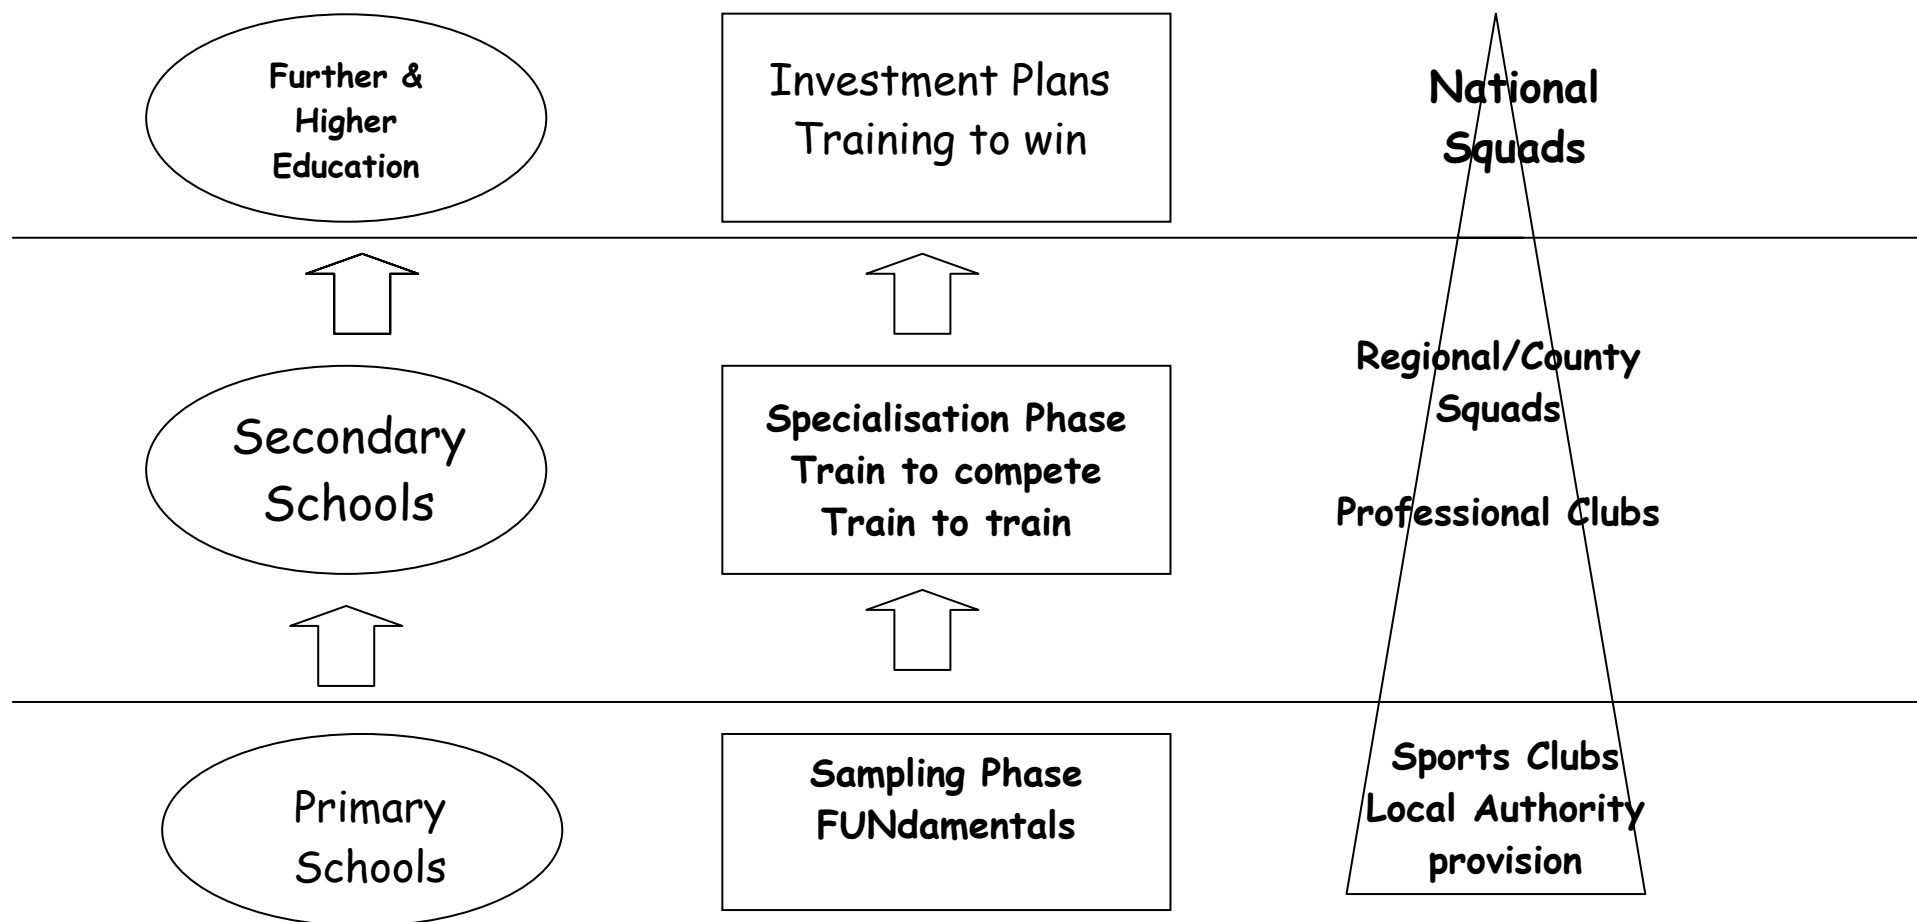 Further &
Higher
Education
Investment Plans
Training to win
National
Squads
Secondary
Schools
Specialisation Phase
Train to compete
Train to train
Regional/County
Squads
Professional Clubs
Primary
Schools
Sampling Phase
FUNdamentals
Sports Clubs
Local Authority
provision